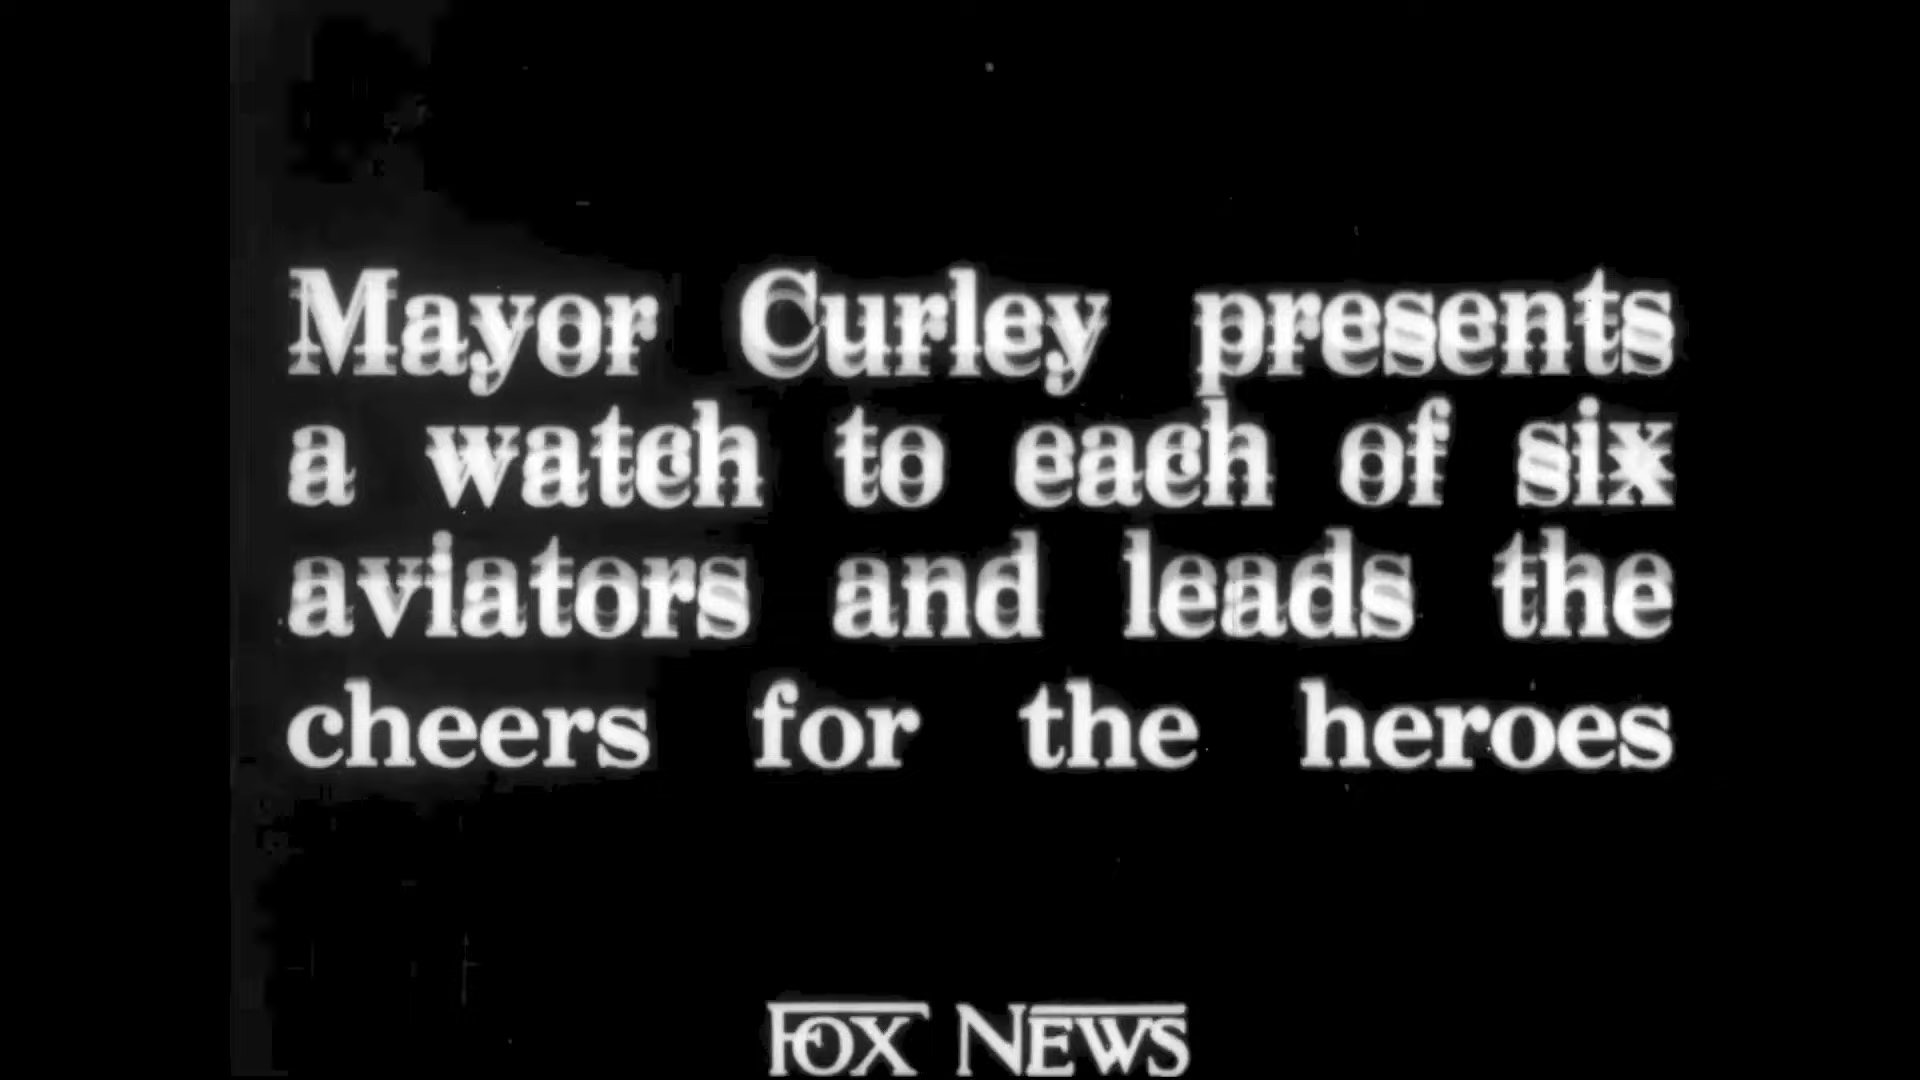 Mayor Curley presents
a watch to each of six
aviators and leads the
cheers for the heroes
FOX NEWS